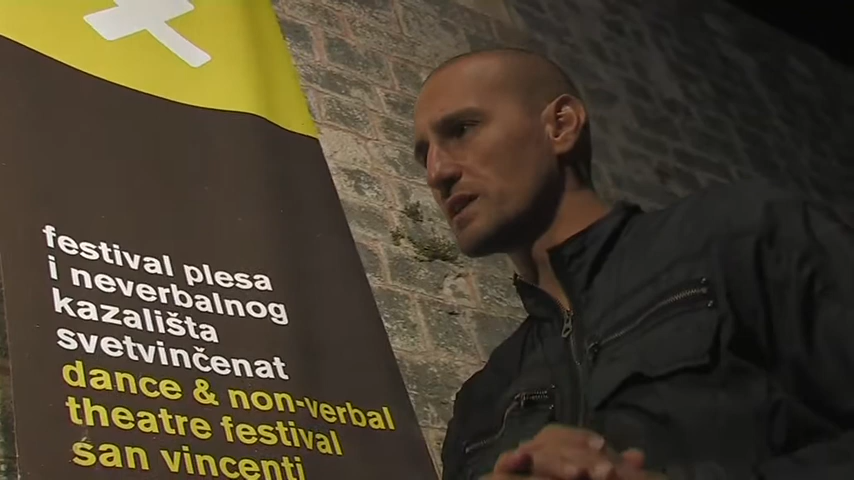 festival plesa
i neverbalnog
kazališta
svetvinčenat
dance & non-verbal
theatre festival
san vincenti